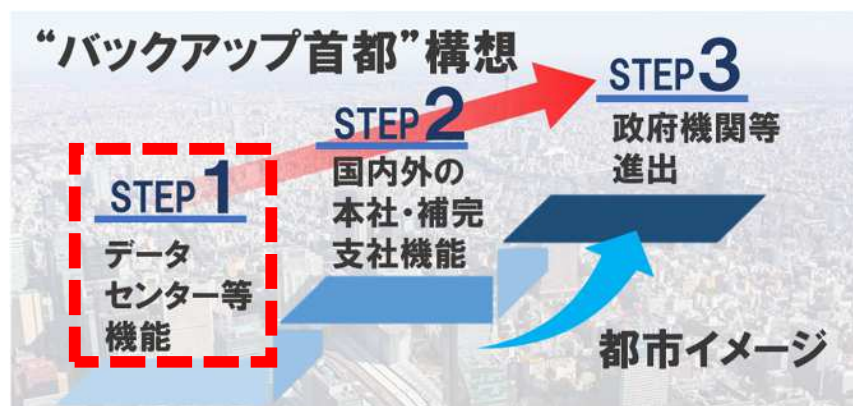 “バックアップ首都”構想
STEP1
データ
センター等
機能
STEP2
国内外の
本社・補完
支社機能
STEP3
政府機関等
進出
都市イメージ